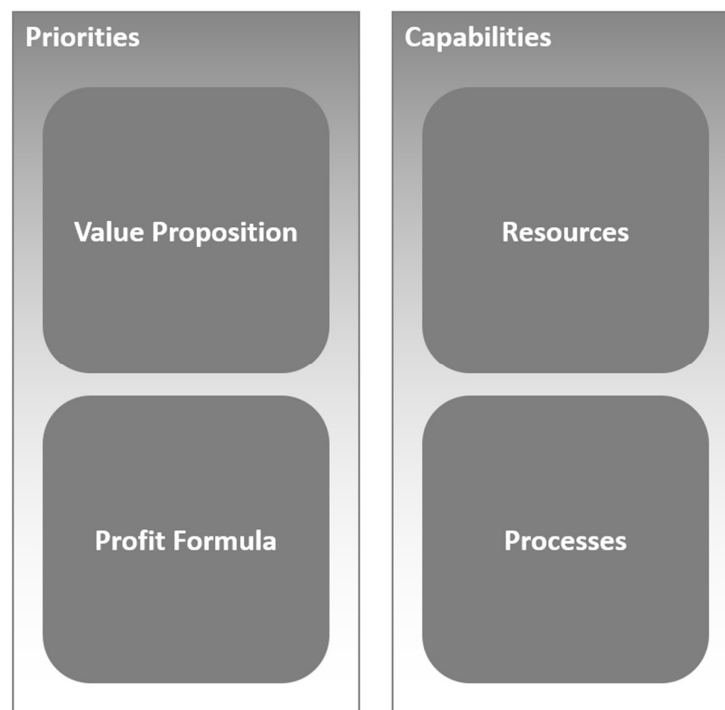 Priorities
Value Proposition
Profit Formula
Capabilities
Resources
Processes